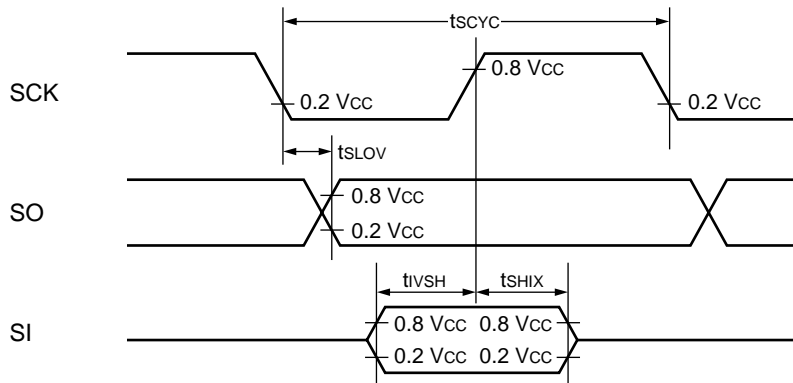 tSCYC
SCK
0.8 VCC
0.2 VCC
0.2 VCC
tSLOV
SO
0.8 VCC
0.2 VCC
tIVSH
tSHIX
SI
0.8 VCC
0.8 VCC
0.2 VCC
0.2 VCC